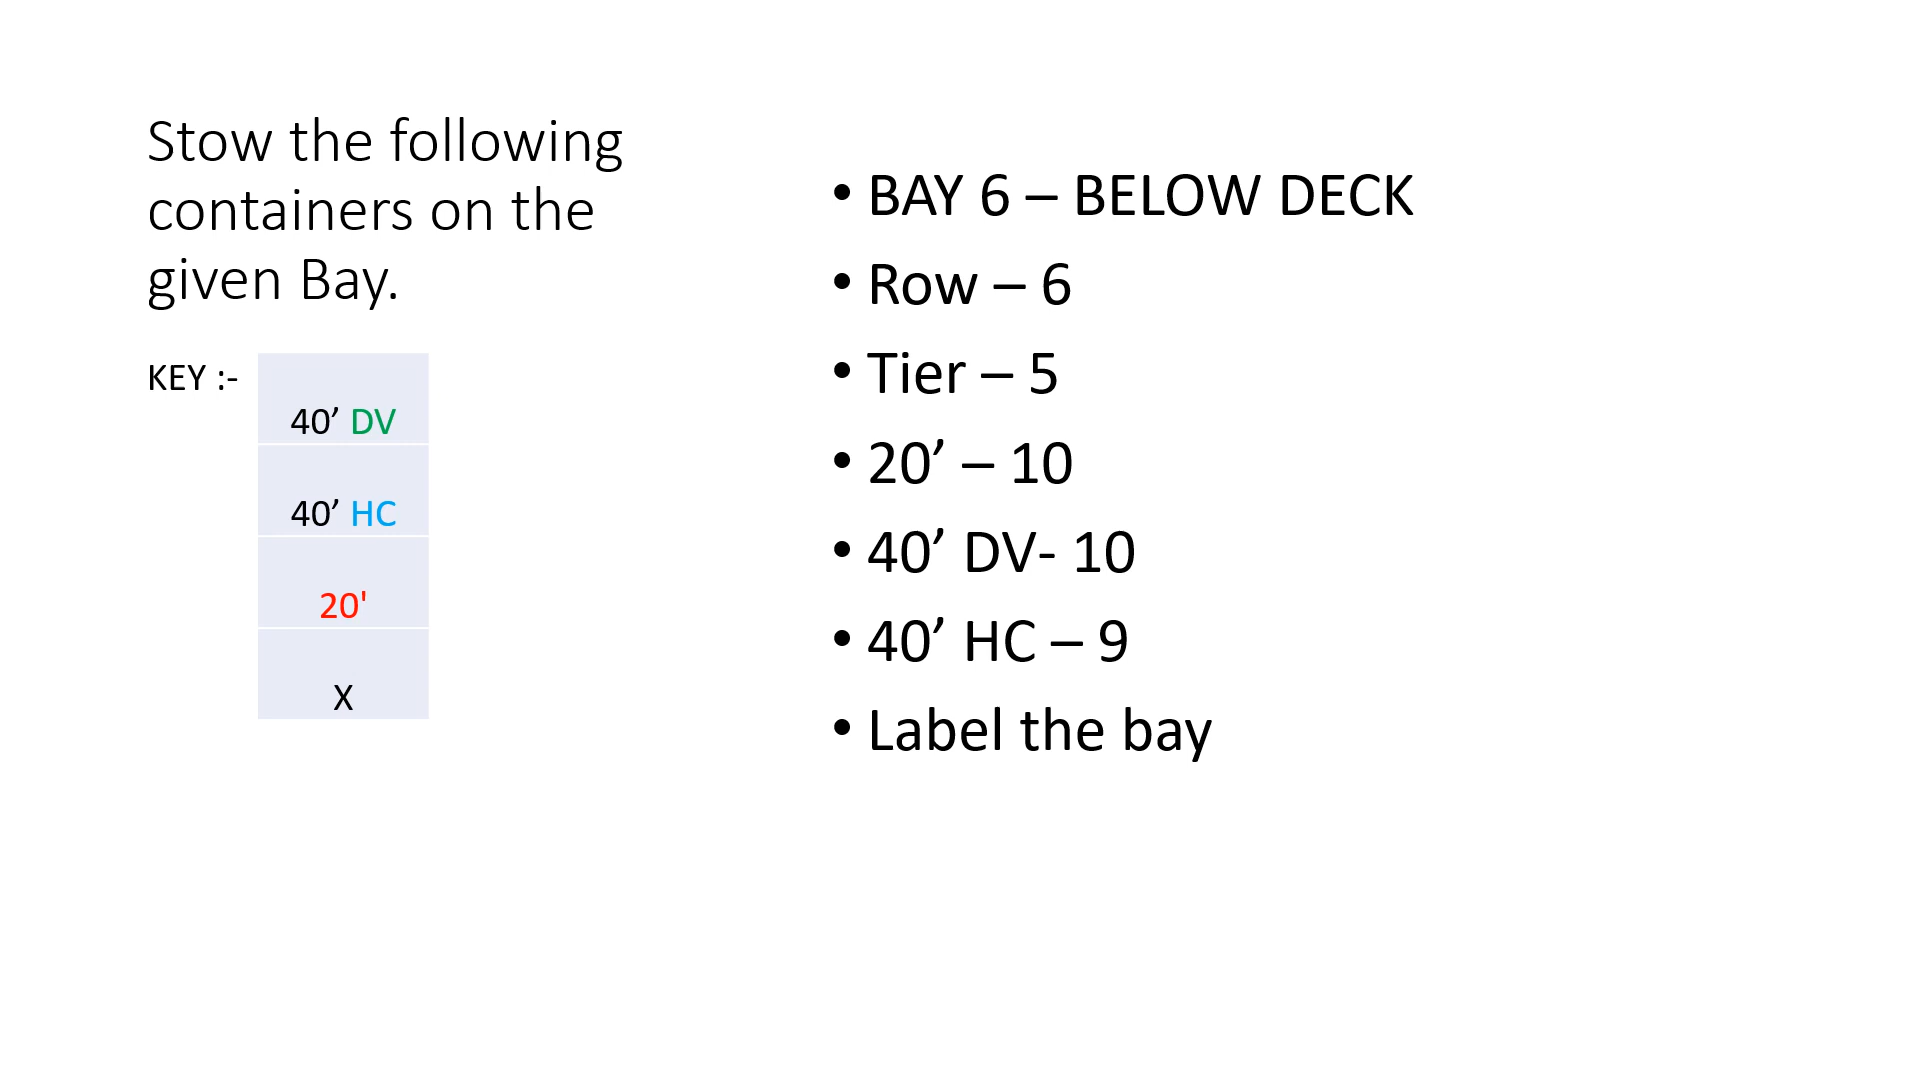 Stow the following
containers on the
given Bay.
KEY :-
40’ DV
40’ HC
20'
X
• BAY 6 – BELOW DECK
• Row – 6
• Tier – 5
• 20’ – 10
• 40’ DV- 10
• 40’ HC – 9
• Label the bay